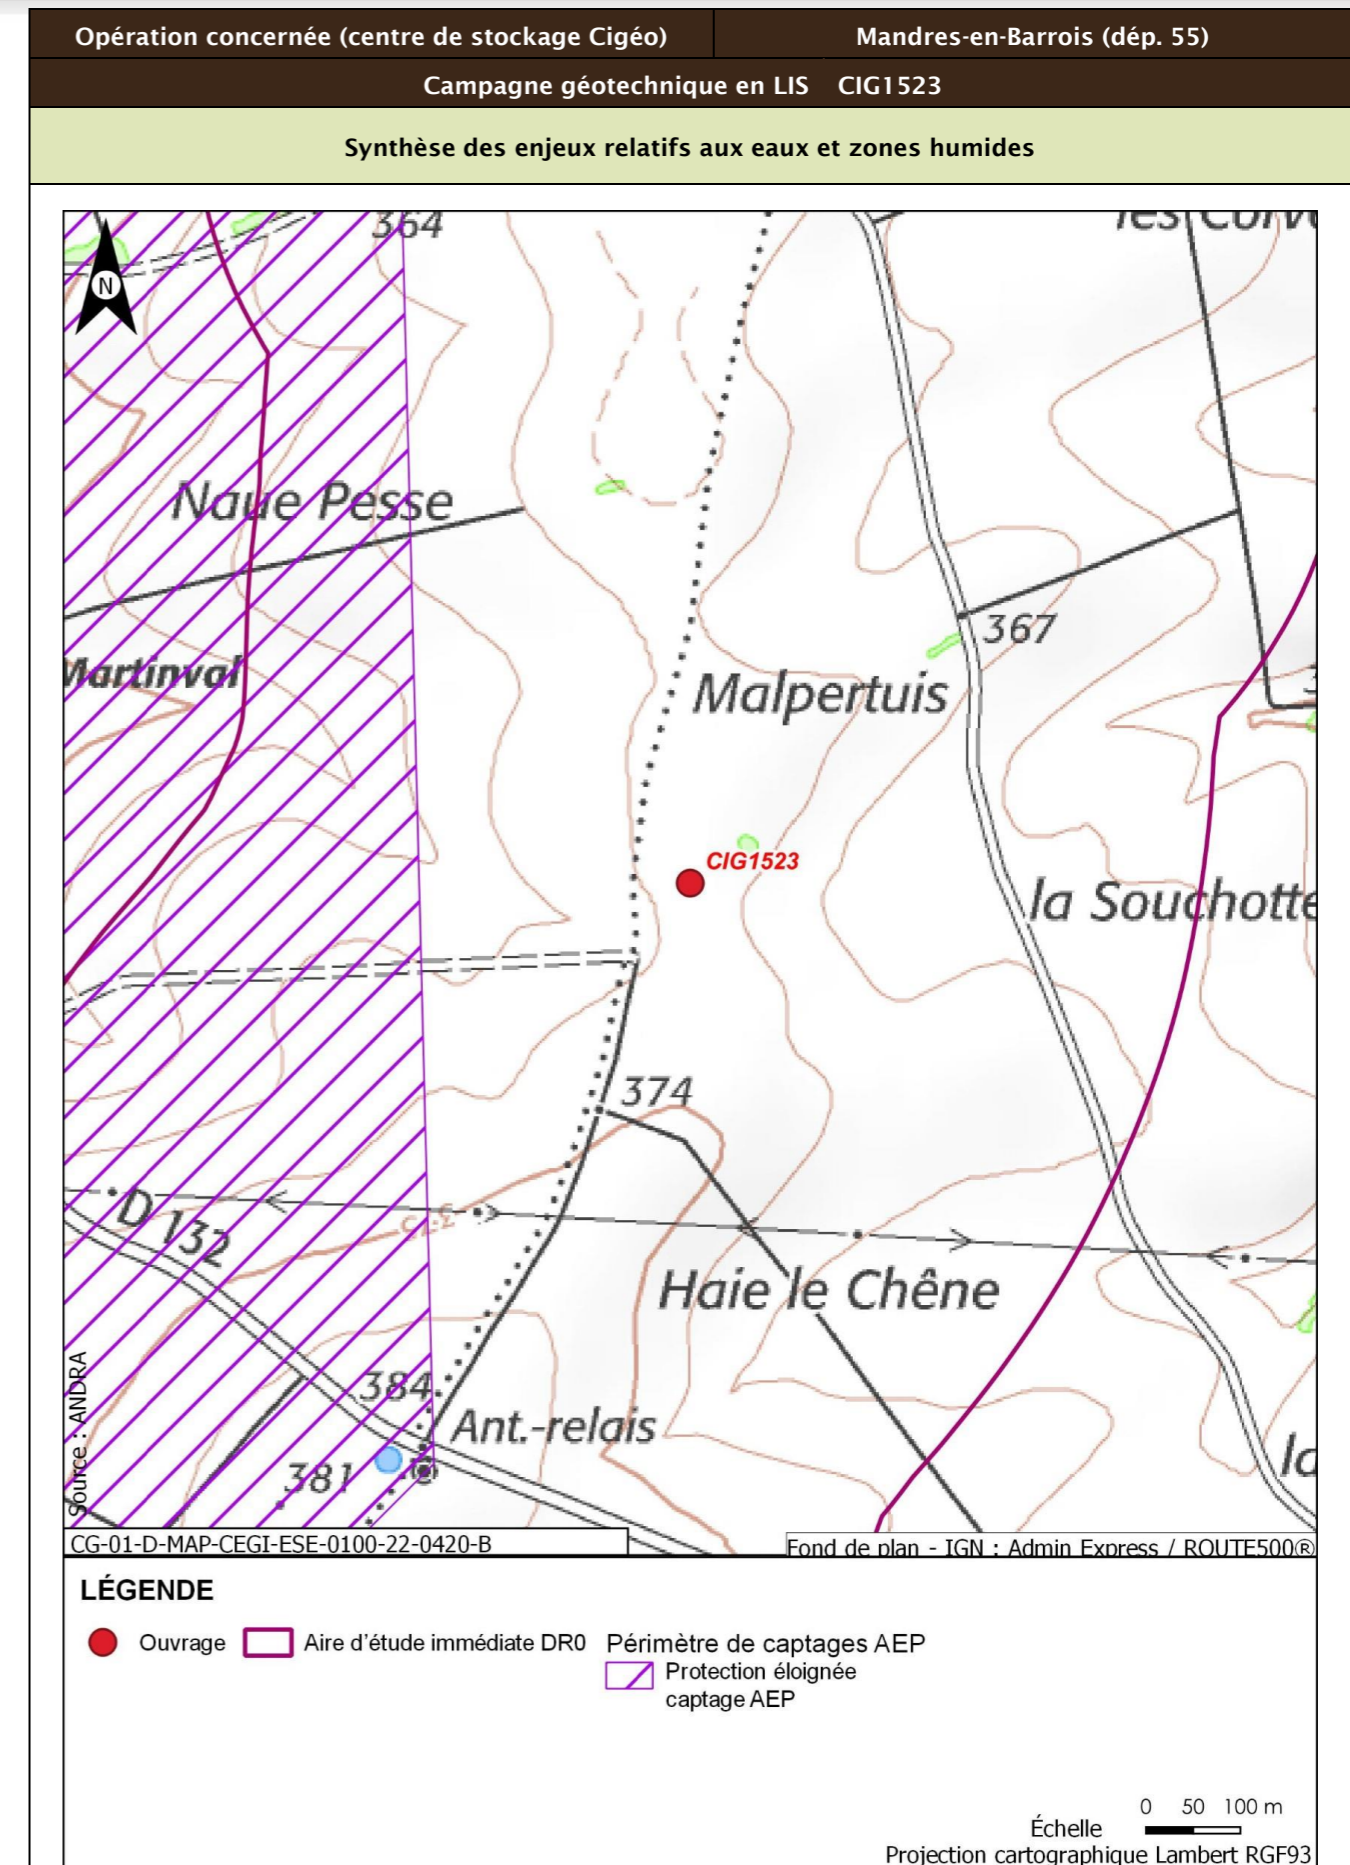 Opération concernée (centre de stockage Cigéo) Mandres-en-Barrois (dép. 55)
Campagne géotechnique en LIS CIG1523
Synthèse des enjeux relatifs aux eaux et zones humides
364
N
Naue Pesse
367
Martinval
Malpertuis
CIG1523
la Souchotte
374
D 132
375
Haie le Chêne
384
Ant.-relais
381
la
Source : ANDRA
CG-01-D-MAP-CEGI-ESE-0100-22-0420-B
Fond de plan - IGN : Admin Express / ROUTE500®
LÉGENDE
Ouvrage
Aire d'étude immédiate DR0
Périmètre de captages AEP
Protection éloignée
captage AEP
0 50 100 m
Échelle
Projection cartographique Lambert RGF93